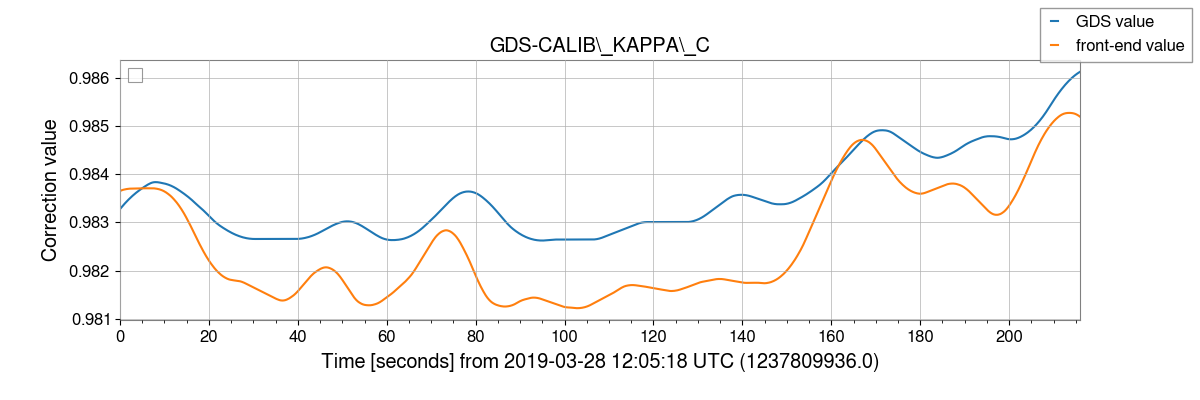 GDS value
front-end value
GDS-CALIB\_KAPPA\_C
Correction value
0.986
0.985
0.984
0.983
0.982
0.981
0 20 40 60 80 100 120 140 160 180 200
Time [seconds] from 2019-03-28 12:05:18 UTC (1237809936.0)